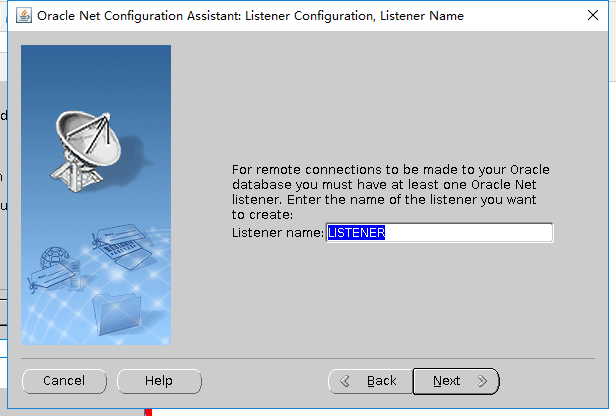 Oracle Net Configuration Assistant: Listener Configuration, Listener Name
For remote connections to be made to your Oracle
database you must have at least one Oracle Net
listener. Enter the name of the listener you want
to create:
Listener name: LISTENER
Cancel Help Back Next